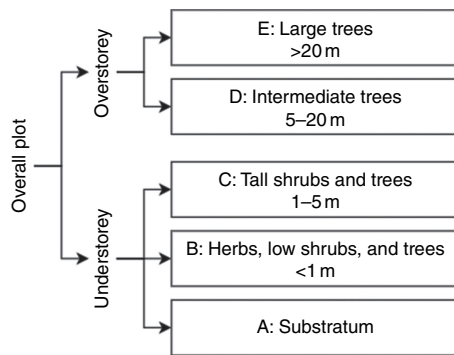 Overall plot
Overstorey
E: Large trees
>20 m
D: Intermediate trees
5–20 m
Understorey
C: Tall shrubs and trees
1–5 m
B: Herbs, low shrubs, and trees
<1 m
A: Substratum